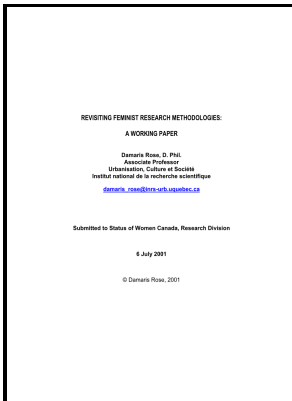 REVISITING FEMINIST RESEARCH METHODOLOGIES:
A WORKING PAPER
Damaris Rose, D. Phil.
Associate Professor
Urbanisation, Culture et Société
Institut national de la recherche scientifique
damaris_rose@inrs-urb.uquebec.ca
Submitted to Status of Women Canada, Research Division
6 July 2001
© Damaris Rose, 2001